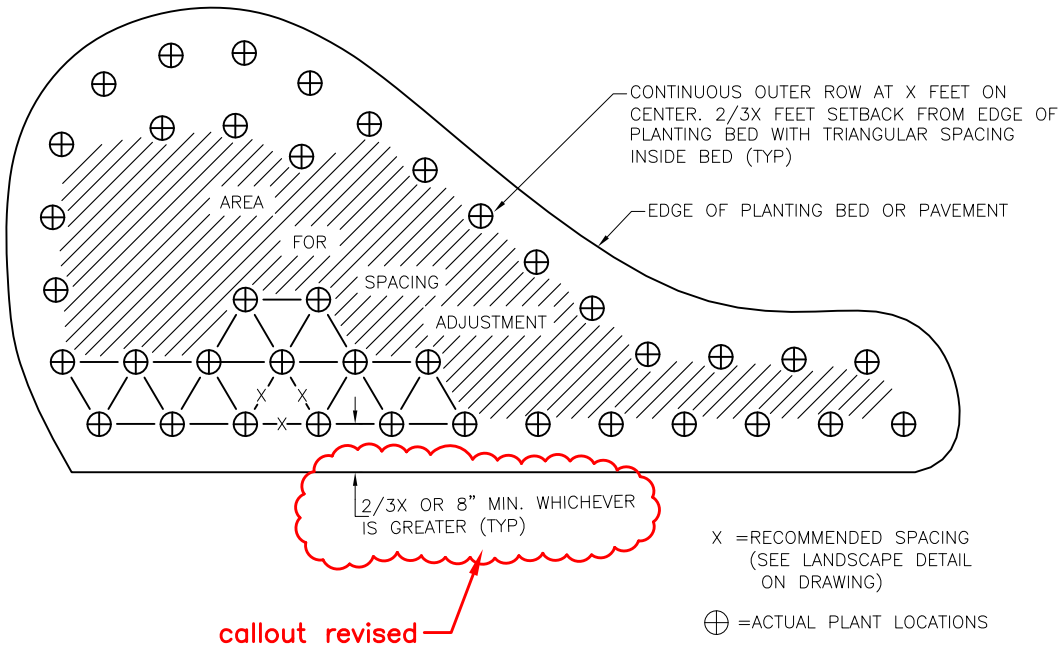 CONTINUOUS OUTER ROW AT X FEET ON
CENTER. 2/3X FEET SETBACK FROM EDGE OF
PLANTING BED WITH TRIANGULAR SPACING
INSIDE BED (TYP)
EDGE OF PLANTING BED OR PAVEMENT
AREA
FOR
SPACING
ADJUSTMENT
X
X
X
2/3X OR 8” MIN. WHICHEVER
IS GREATER (TYP)
callout revised
X =RECOMMENDED SPACING
(SEE LANDSCAPE DETAIL
ON DRAWING)
=ACTUAL PLANT LOCATIONS